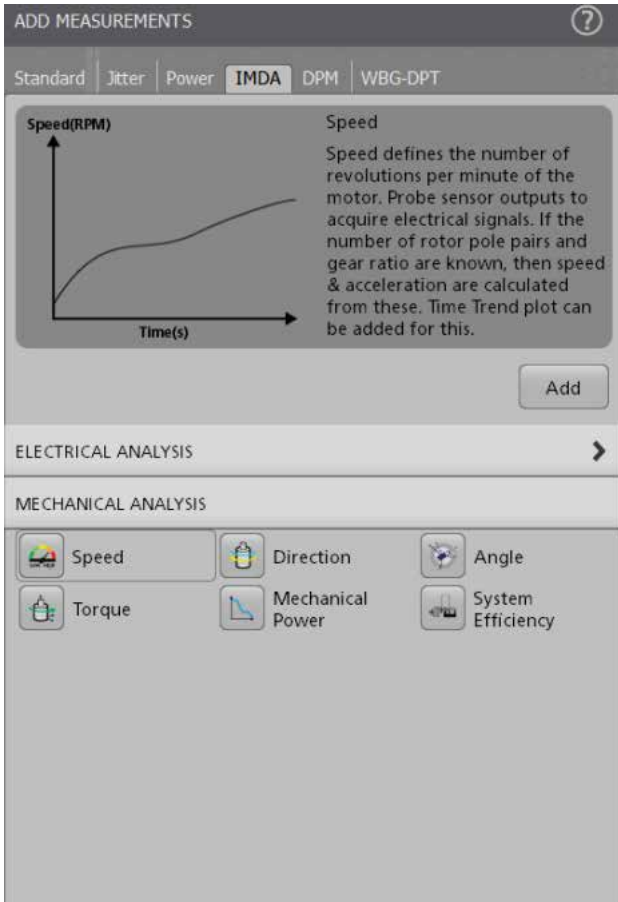 ADD MEASUREMENTS
?
Standard
Jitter
Power
IMDA
DPM
WBG-DPT
Speed(RPM)
Time(s)
Speed
Speed defines the number of
revolutions per minute of the
motor. Probe sensor outputs to
acquire electrical signals. If the
number of rotor pole pairs and
gear ratio are known, then speed
& acceleration are calculated
from these. Time Trend plot can
be added for this.
Add
ELECTRICAL ANALYSIS
MECHANICAL ANALYSIS
Speed
Direction
Angle
Torque
Mechanical
Power
System
Efficiency